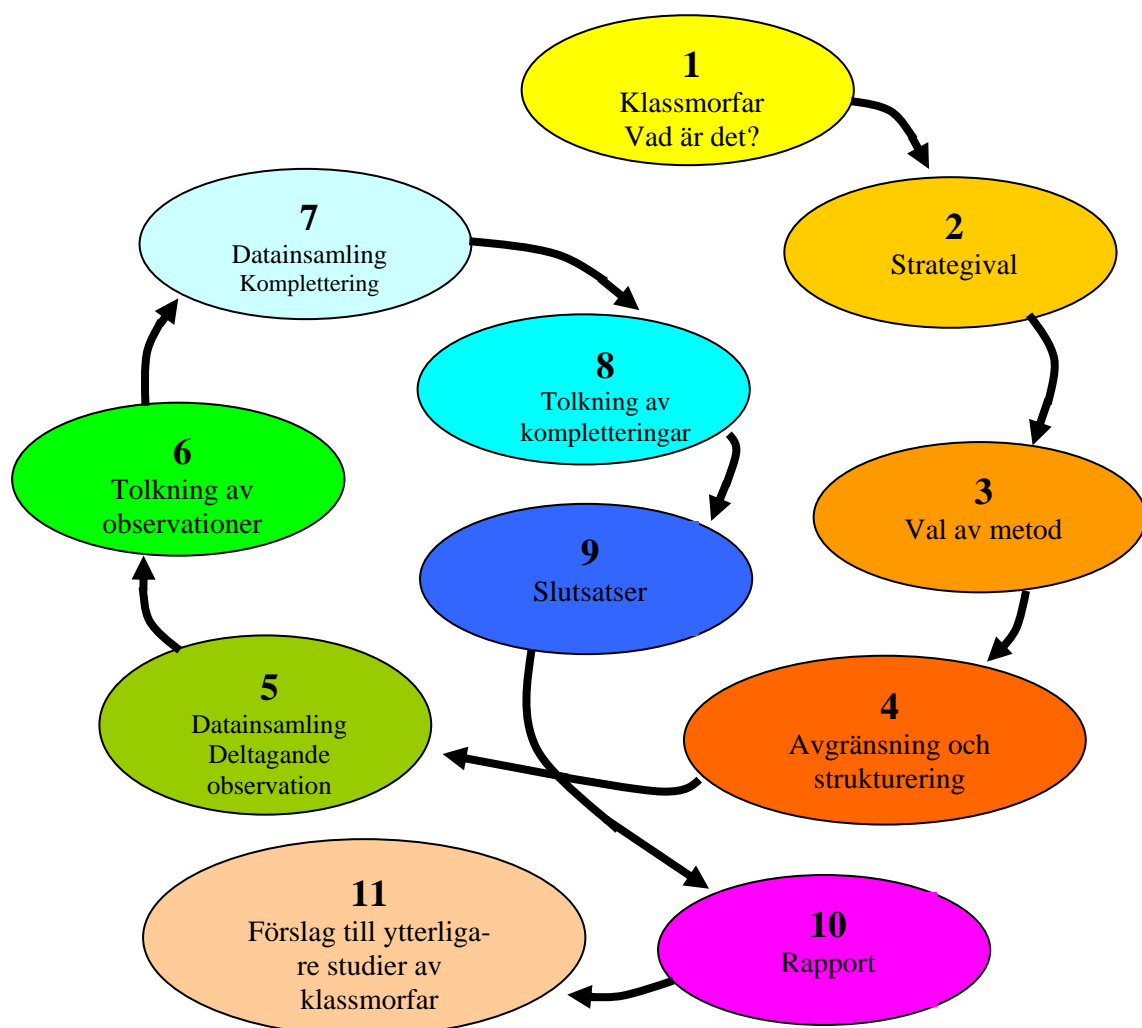 1
Klassmorfar
Vad är det?
2
Strategival
3
Val av metod
4
Avgränsning och
strukturering
5
Datainsamling
Deltagande
observation
6
Tolkning av
observationer
7
Datainsamling
Komplettering
8
Tolkning av
kompletteringar
9
Slutsatser
10
Rapport
11
Förslag till ytterliga-
re studier av
klassmorfar